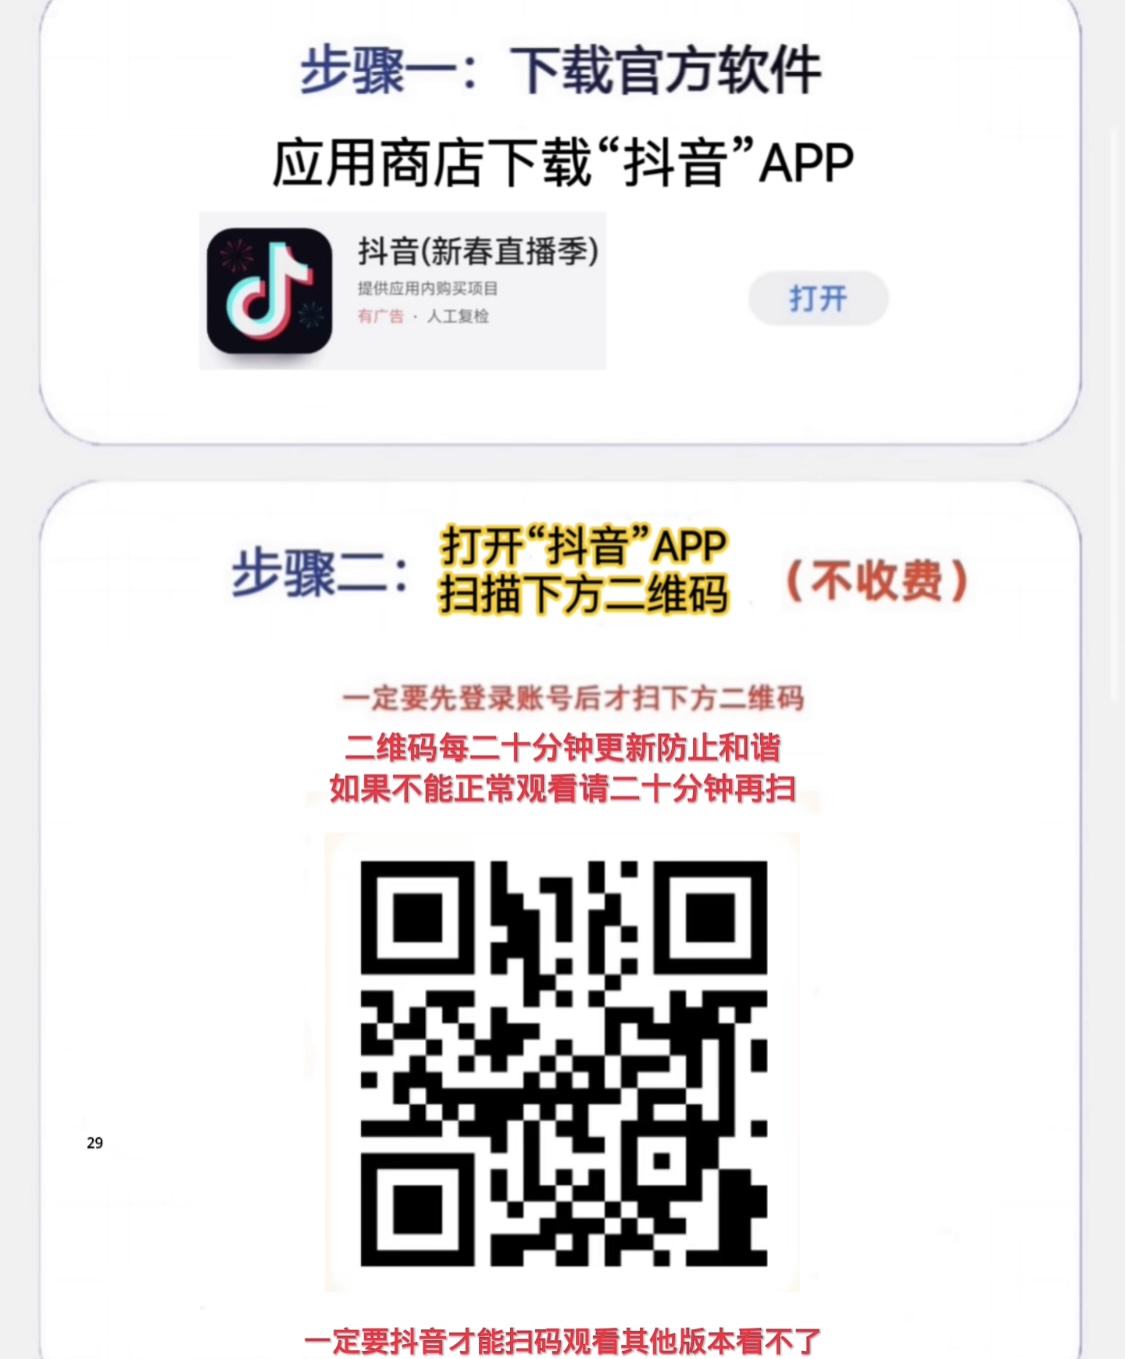 步骤一：下载官方软件
应用商店下载“抖音”APP
抖音(新春直播季)
提供应用内购买项目
有广告 · 人工复检
打开
步骤二：
打开“抖音”APP
扫描下方二维码
（不收费）
一定要先登录账号后才扫下方二维码
二维码每二十分钟更新防止和谐
如果不能正常观看请二十分钟再扫
29
一定要抖音才能扫码观看其他版本看不了